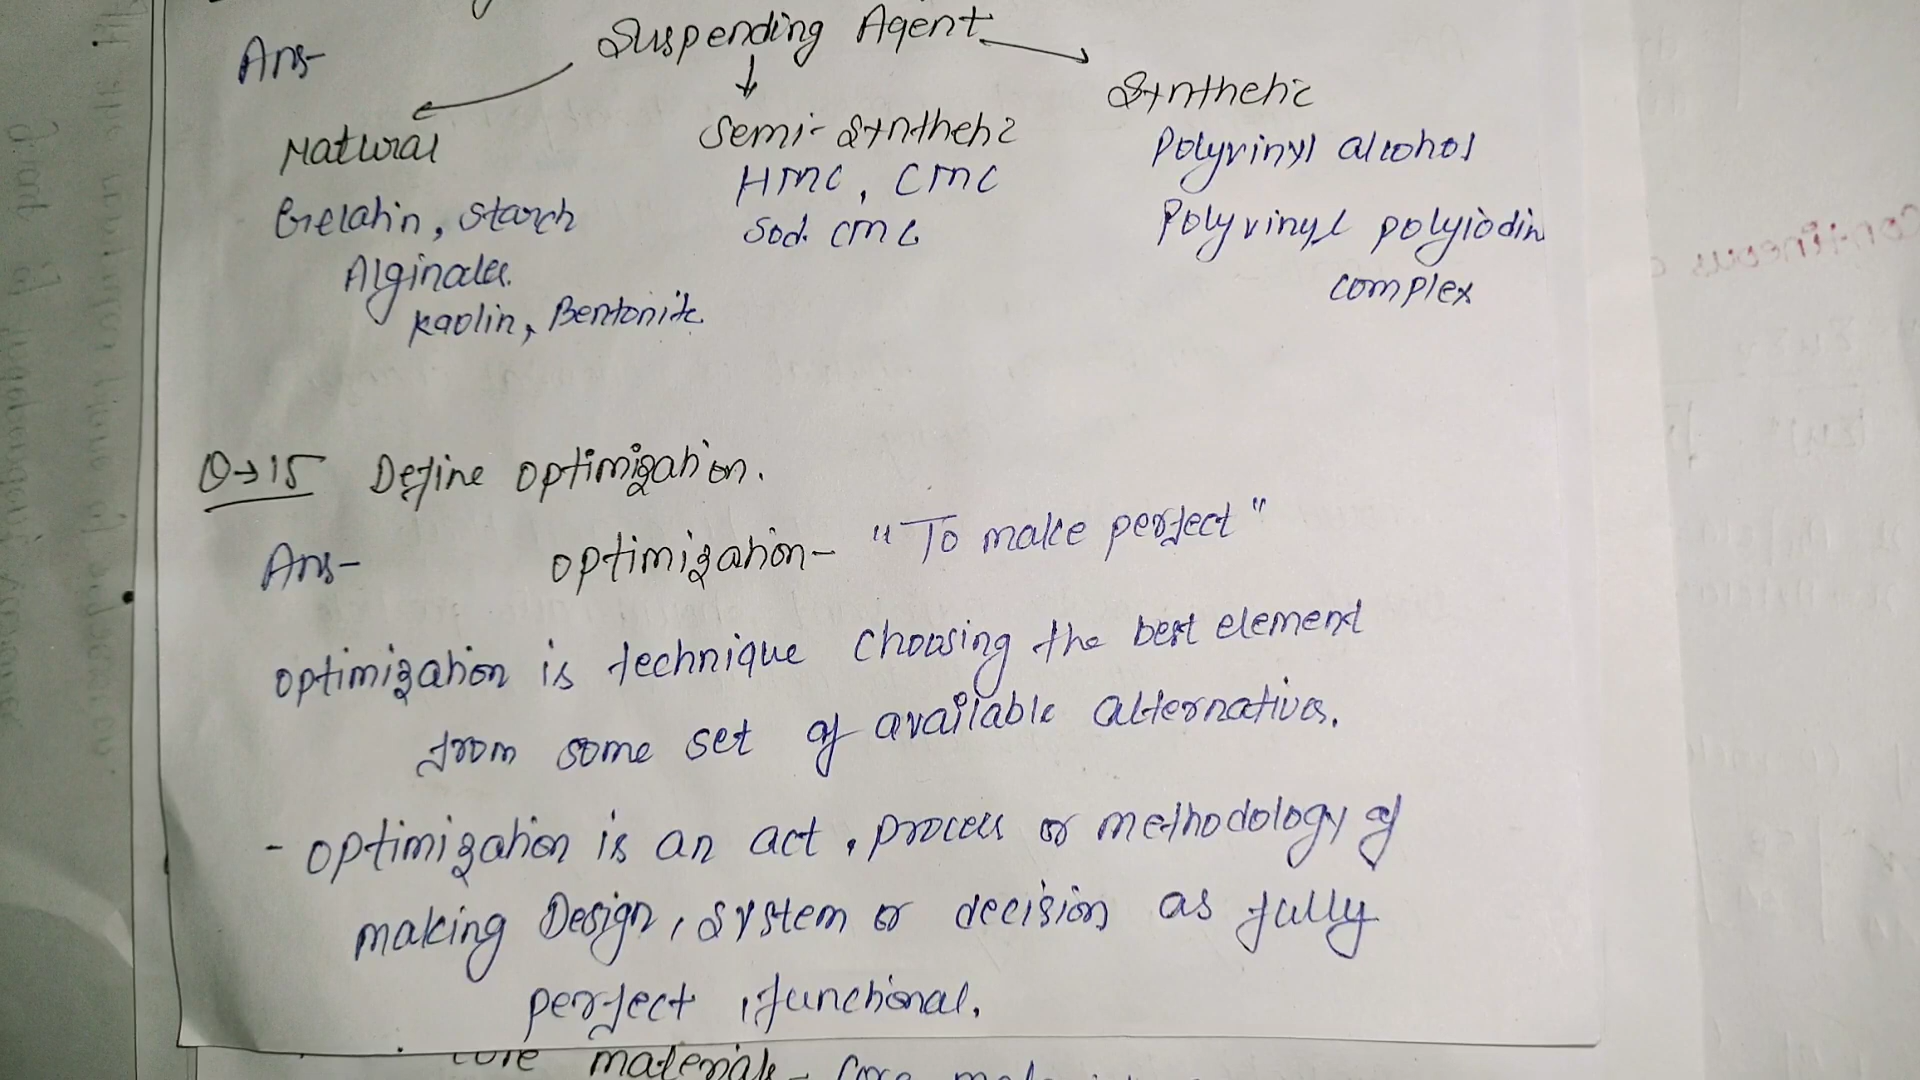 Ans-
Suspending Agent
Natural
Gelatin, starch
Alginates.
Kaolin, Bentonite
Semi-Synthetic
HMC, CMC
Sod. CMC
Synthetic
Polyvinyl alcohol
Polyvinyl polyiodin
complex
Q→15 Define optimization.
Ans- optimization- "To make perfect"
optimization is technique choosing the best element
from some set of available alternatives.
- optimization is an act, process or methodology of
making Design, system or decision as fully
perfect, functional.
core materials - core